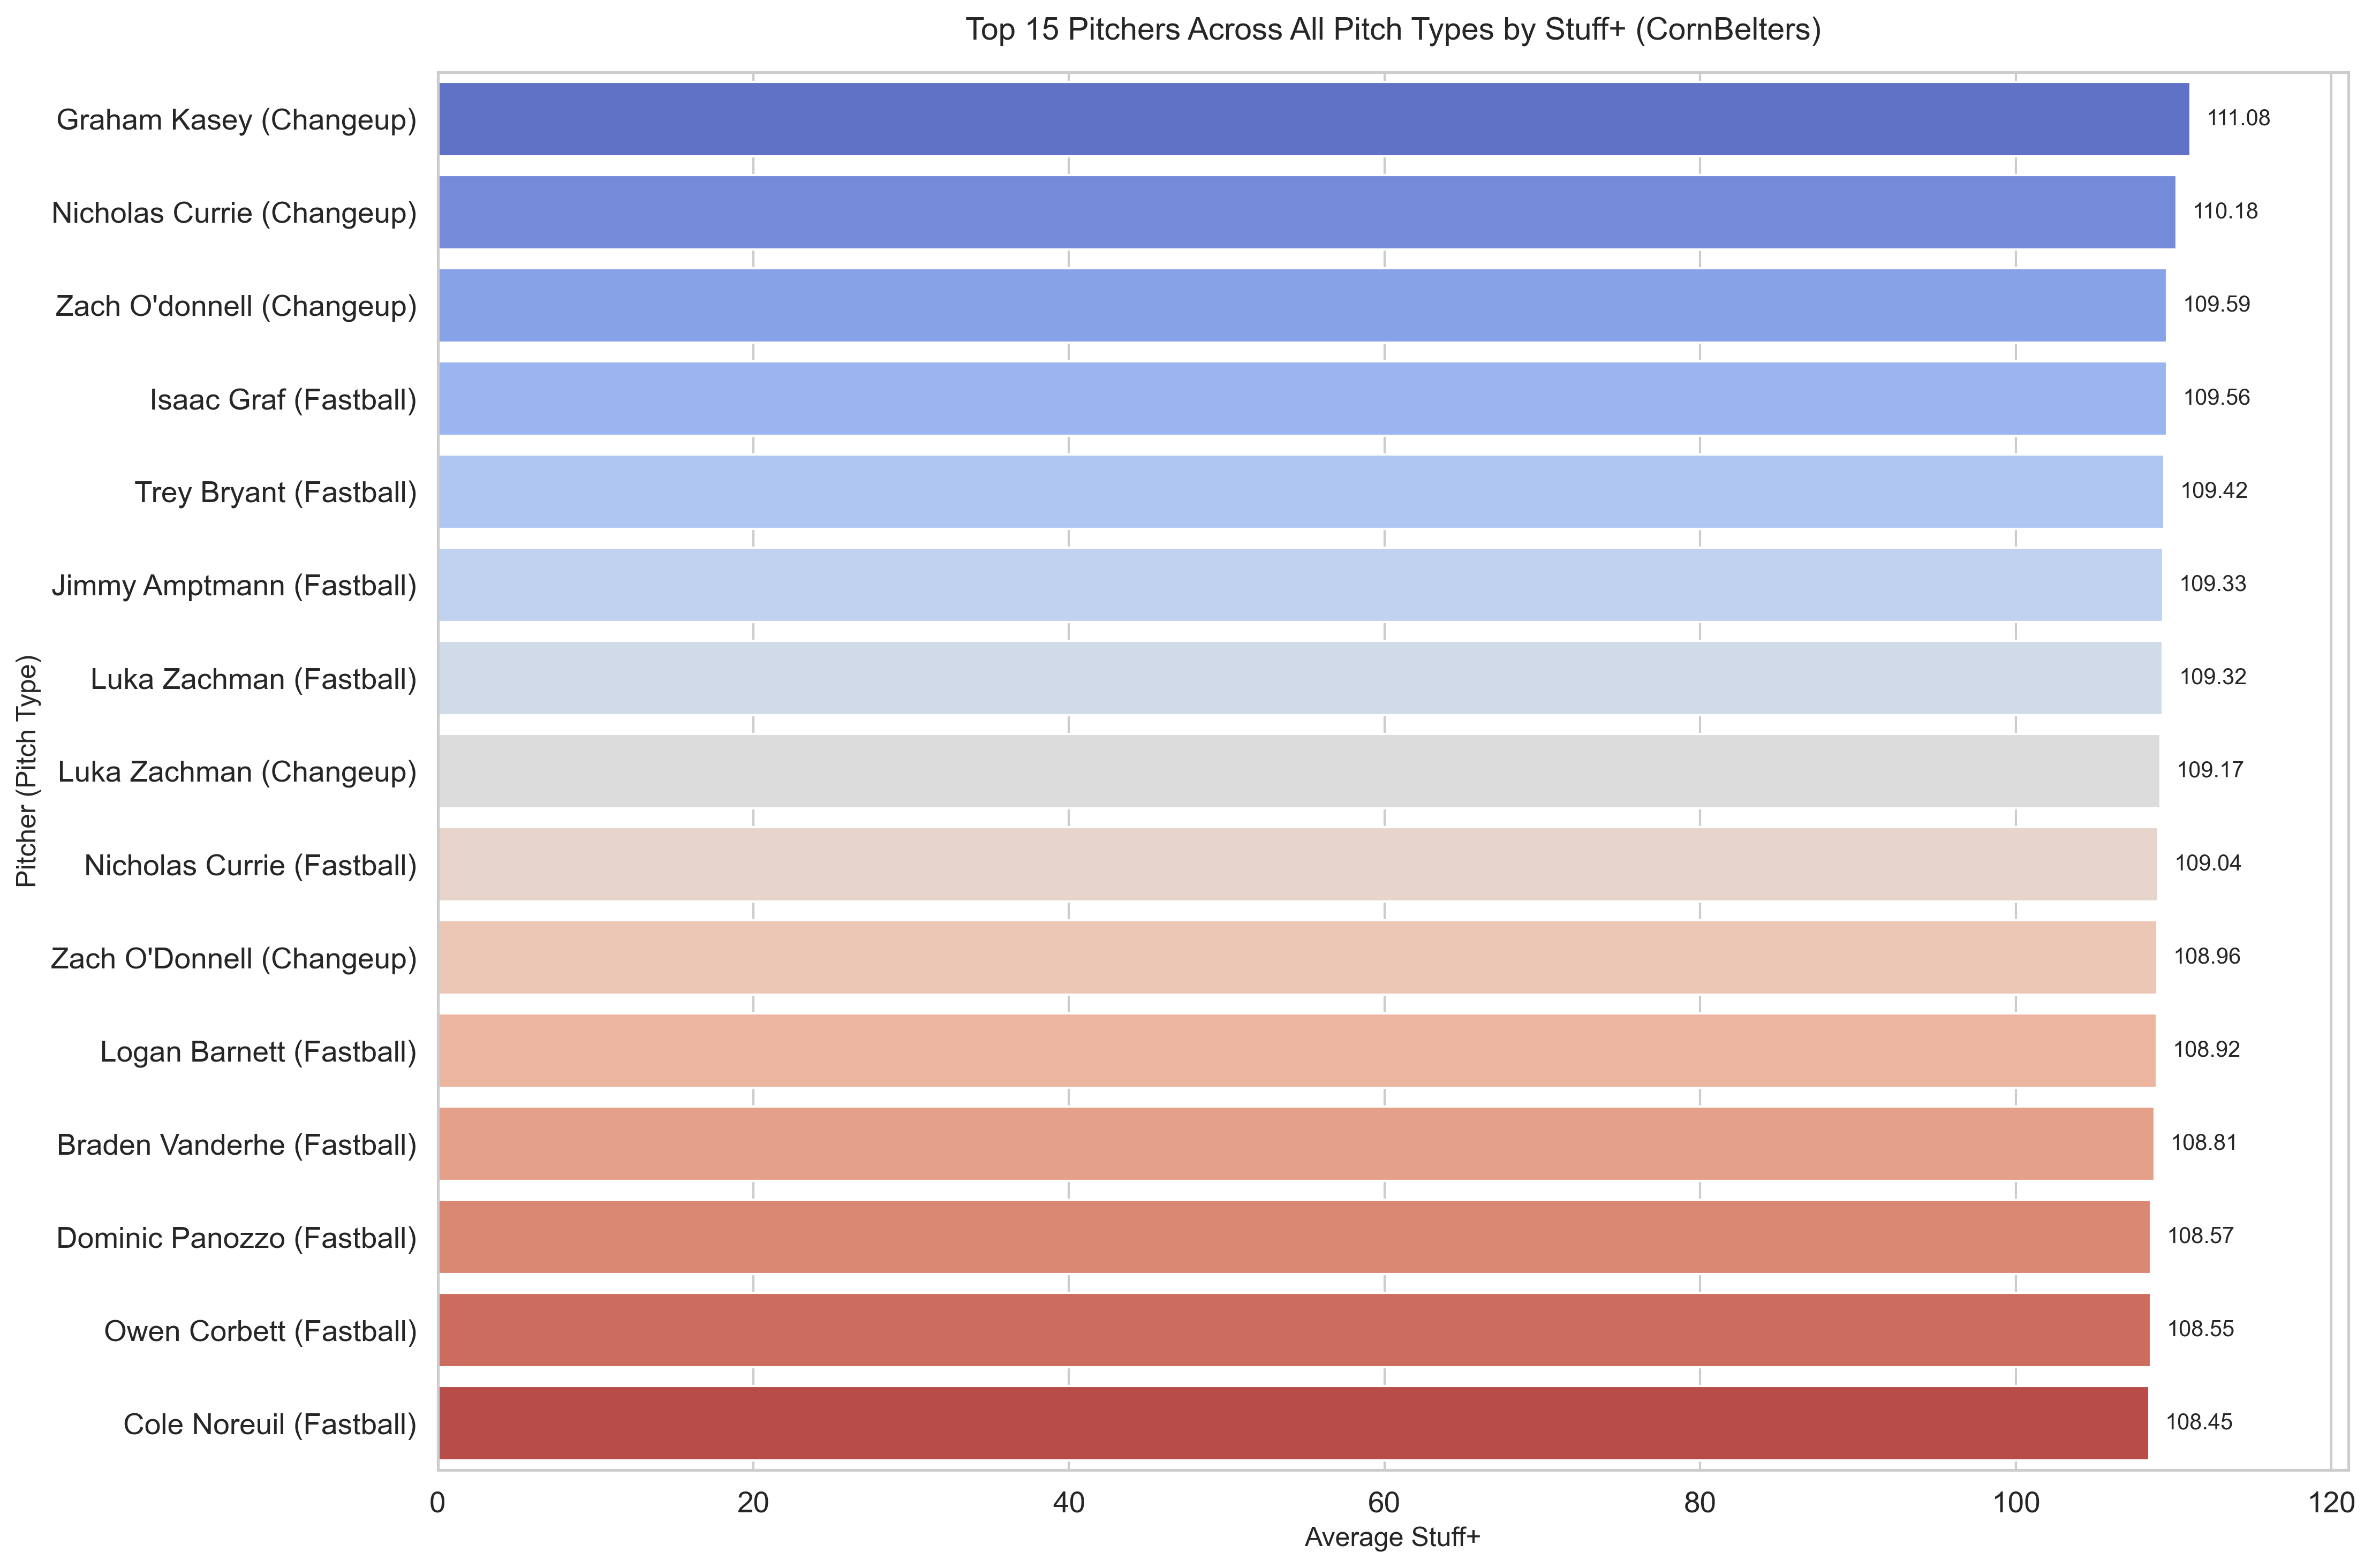 Top 15 Pitchers Across All Pitch Types by Stuff+ (CornBelters)
Pitcher (Pitch Type)
Graham Kasey (Changeup) 111.08
Nicholas Currie (Changeup) 110.18
Zach O'donnell (Changeup) 109.59
Isaac Graf (Fastball) 109.56
Trey Bryant (Fastball) 109.42
Jimmy Amptmann (Fastball) 109.33
Luka Zachman (Fastball) 109.32
Luka Zachman (Changeup) 109.17
Nicholas Currie (Fastball) 109.04
Zach O'Donnell (Changeup) 108.96
Logan Barnett (Fastball) 108.92
Braden Vanderhe (Fastball) 108.81
Dominic Panozzo (Fastball) 108.57
Owen Corbett (Fastball) 108.55
Cole Noreuil (Fastball) 108.45
0 20 40 60 80 100 120
Average Stuff+